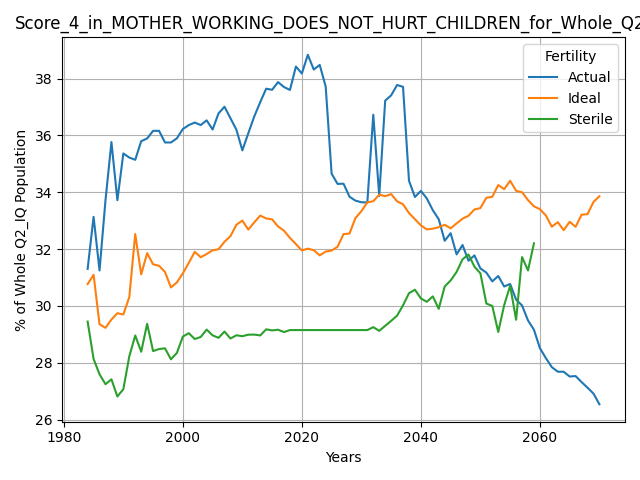 Score_4_in_MOTHER_WORKING_DOES_NOT_HURT_CHILDREN_for_Whole_Q2
Fertility
Actual
Ideal
Sterile
% of Whole Q2_IQ Population
38
36
34
32
30
28
26
1980
2000
2020
2040
2060
Years